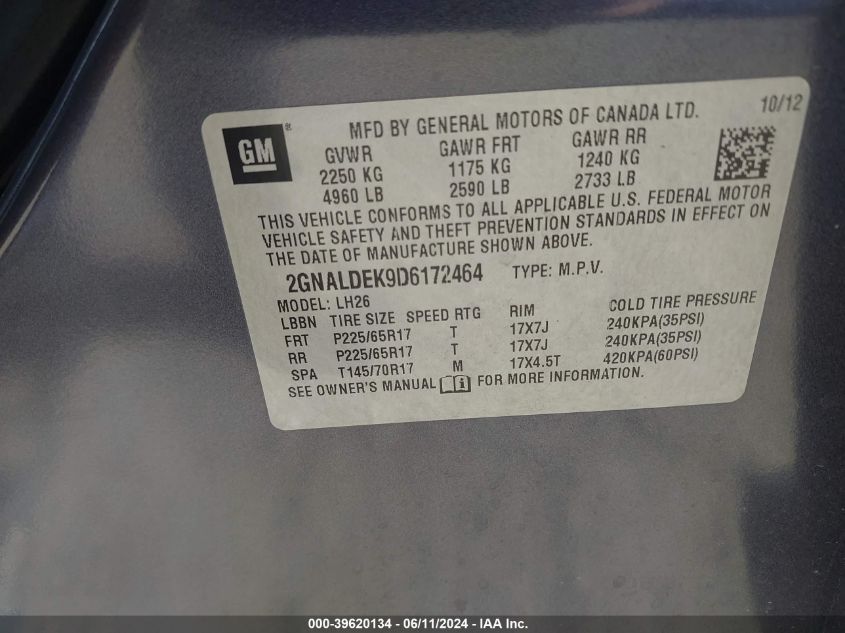 GM
®
MFD BY GENERAL MOTORS OF CANADA LTD.
10/12
GVWR GAWR FRT GAWR RR
2250 KG 1175 KG 1240 KG
4960 LB 2590 LB 2733 LB
THIS VEHICLE CONFORMS TO ALL APPLICABLE U.S. FEDERAL MOTOR
VEHICLE SAFETY AND THEFT PREVENTION STANDARDS IN EFFECT ON
THE DATE OF MANUFACTURE SHOWN ABOVE.
2GNALDEK9D6172464 TYPE: M.P.V.
MODEL: LH26
LBBN TIRE SIZE SPEED RTG RIM COLD TIRE PRESSURE
FRT P225/65R17 T 17X7J 240KPA(35PSI)
RR P225/65R17 T 17X7J 240KPA(35PSI)
SPA T145/70R17 M 17X4.5T 420KPA(60PSI)
SEE OWNER'S MANUAL FOR MORE INFORMATION.
000-39620134 - 06/11/2024 - IAA Inc.